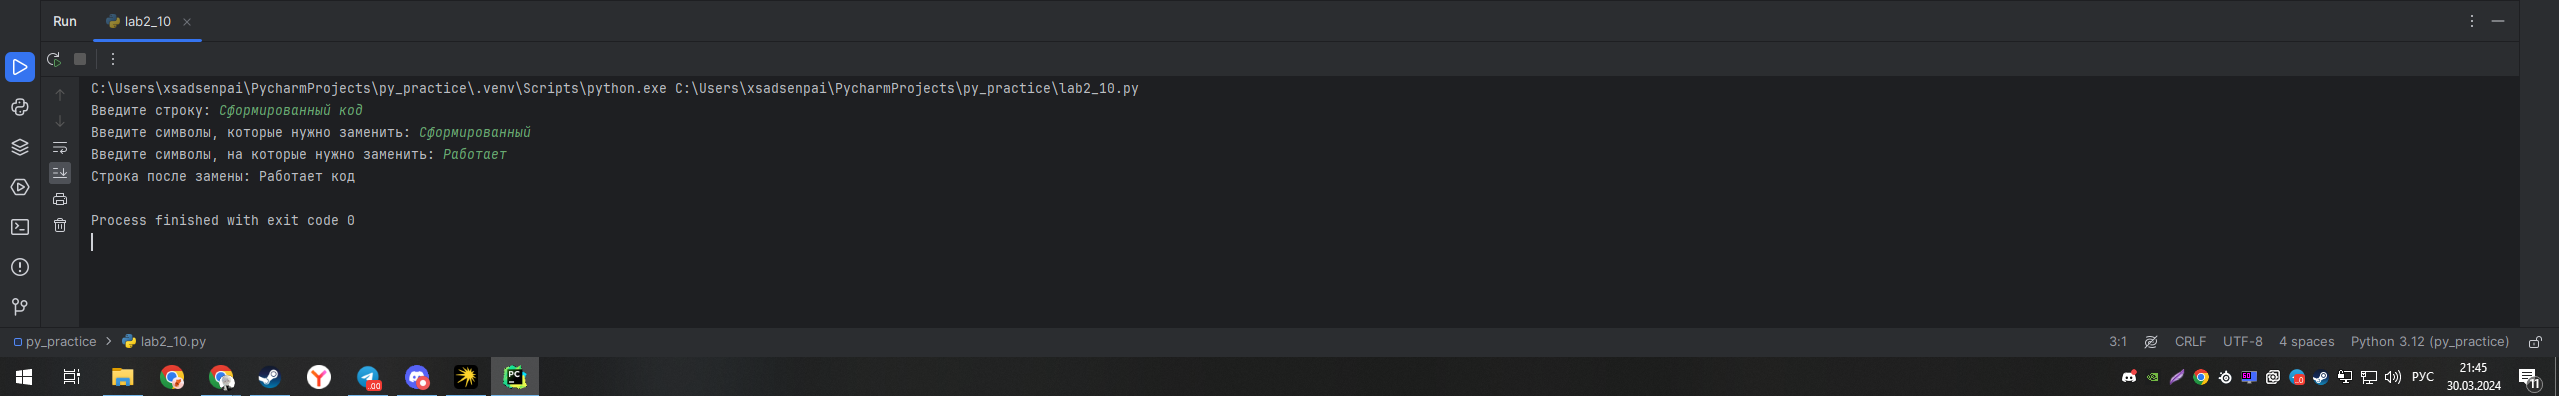 Run lab2_10
C:\Users\xsadsenpai\PycharmProjects\py_practice\.venv\Scripts\python.exe C:\Users\xsadsenpai\PycharmProjects\py_practice\lab2_10.py
Введите строку: Сформированный код
Введите символы, которые нужно заменить: Сформированный
Введите символы, на которые нужно заменить: Работает
Строка после замены: Работает код
Process finished with exit code 0
py_practice > lab2_10.py 3:1 CRLF UTF-8 4 spaces Python 3.12 (py_practice)
РУС 21:45
30.03.2024
11